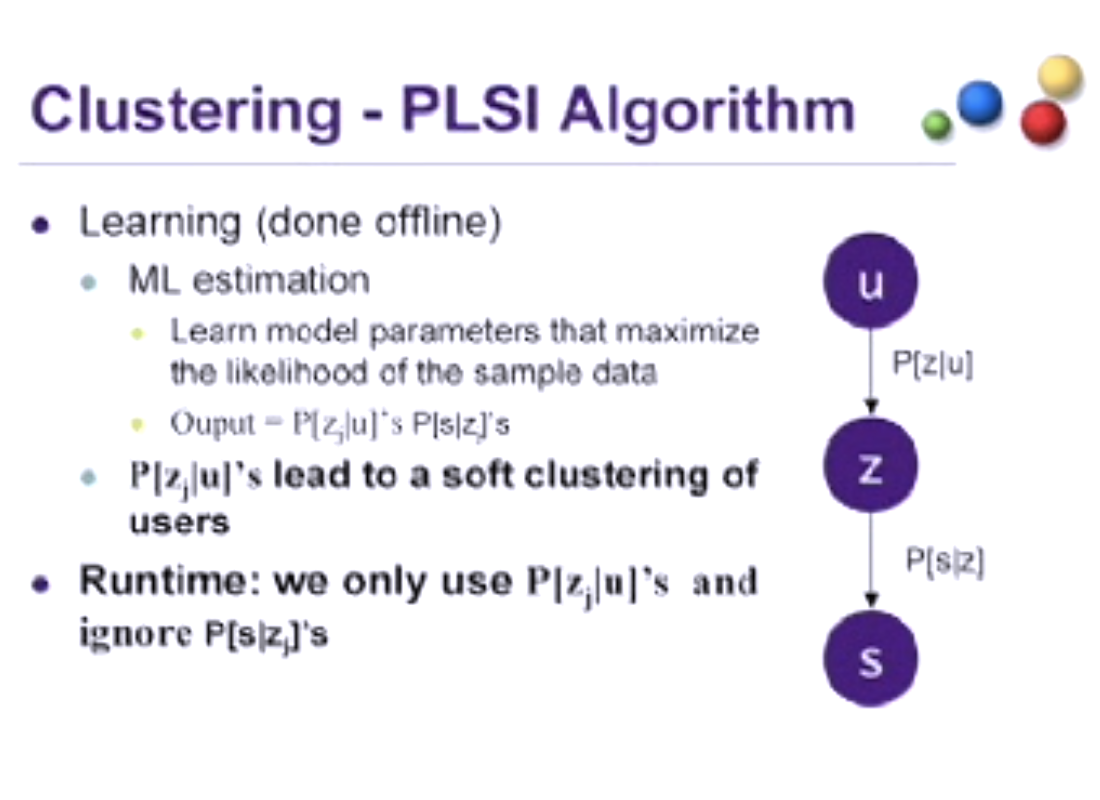 Clustering - PLSI Algorithm
Learning (done offline)
ML estimation
Learn model parameters that maximize
the likelihood of the sample data
Ouput = P[zj|u]'s P[s|zj]'s
P[zj|u]'s lead to a soft clustering of
users
Runtime: we only use P[zj|u]'s and
ignore P[s|zj]'s
u
P[z|u]
z
P[s|z]
s